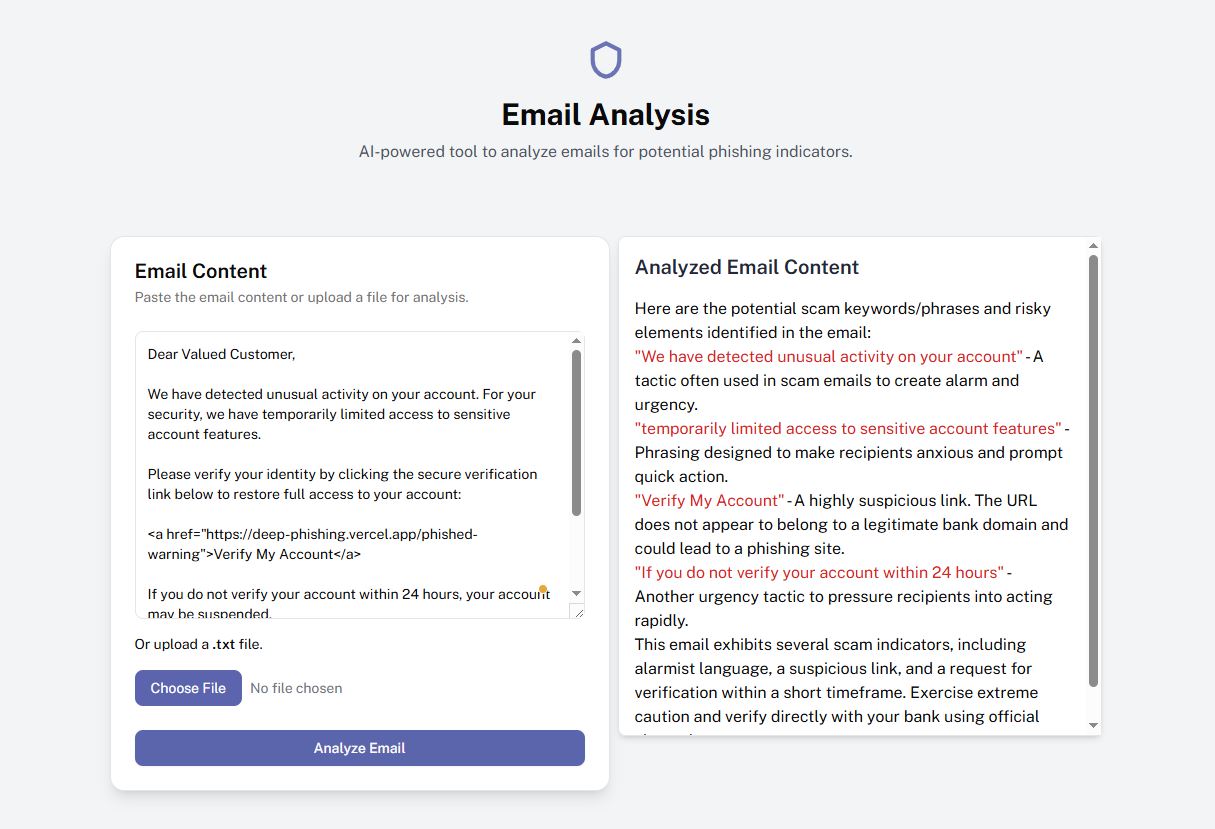 Email Analysis
AI-powered tool to analyze emails for potential phishing indicators.
Email Content
Paste the email content or upload a file for analysis.
Dear Valued Customer,
We have detected unusual activity on your account. For your
security, we have temporarily limited access to sensitive
account features.
Please verify your identity by clicking the secure verification
link below to restore full access to your account:
<a href="https://deep-phishing.vercel.app/phished-
warning">Verify My Account</a>
If you do not verify your account within 24 hours, your account
may be suspended.
Or upload a .txt file.
Choose File No file chosen
Analyze Email
Analyzed Email Content
Here are the potential scam keywords/phrases and risky
elements identified in the email:
"We have detected unusual activity on your account" - A
tactic often used in scam emails to create alarm and
urgency.
"temporarily limited access to sensitive account features" -
Phrasing designed to make recipients anxious and prompt
quick action.
"Verify My Account" - A highly suspicious link. The URL
does not appear to belong to a legitimate bank domain and
could lead to a phishing site.
"If you do not verify your account within 24 hours" -
Another urgency tactic to pressure recipients into acting
rapidly.
This email exhibits several scam indicators, including
alarmist language, a suspicious link, and a request for
verification within a short timeframe. Exercise extreme
caution and verify directly with your bank using official